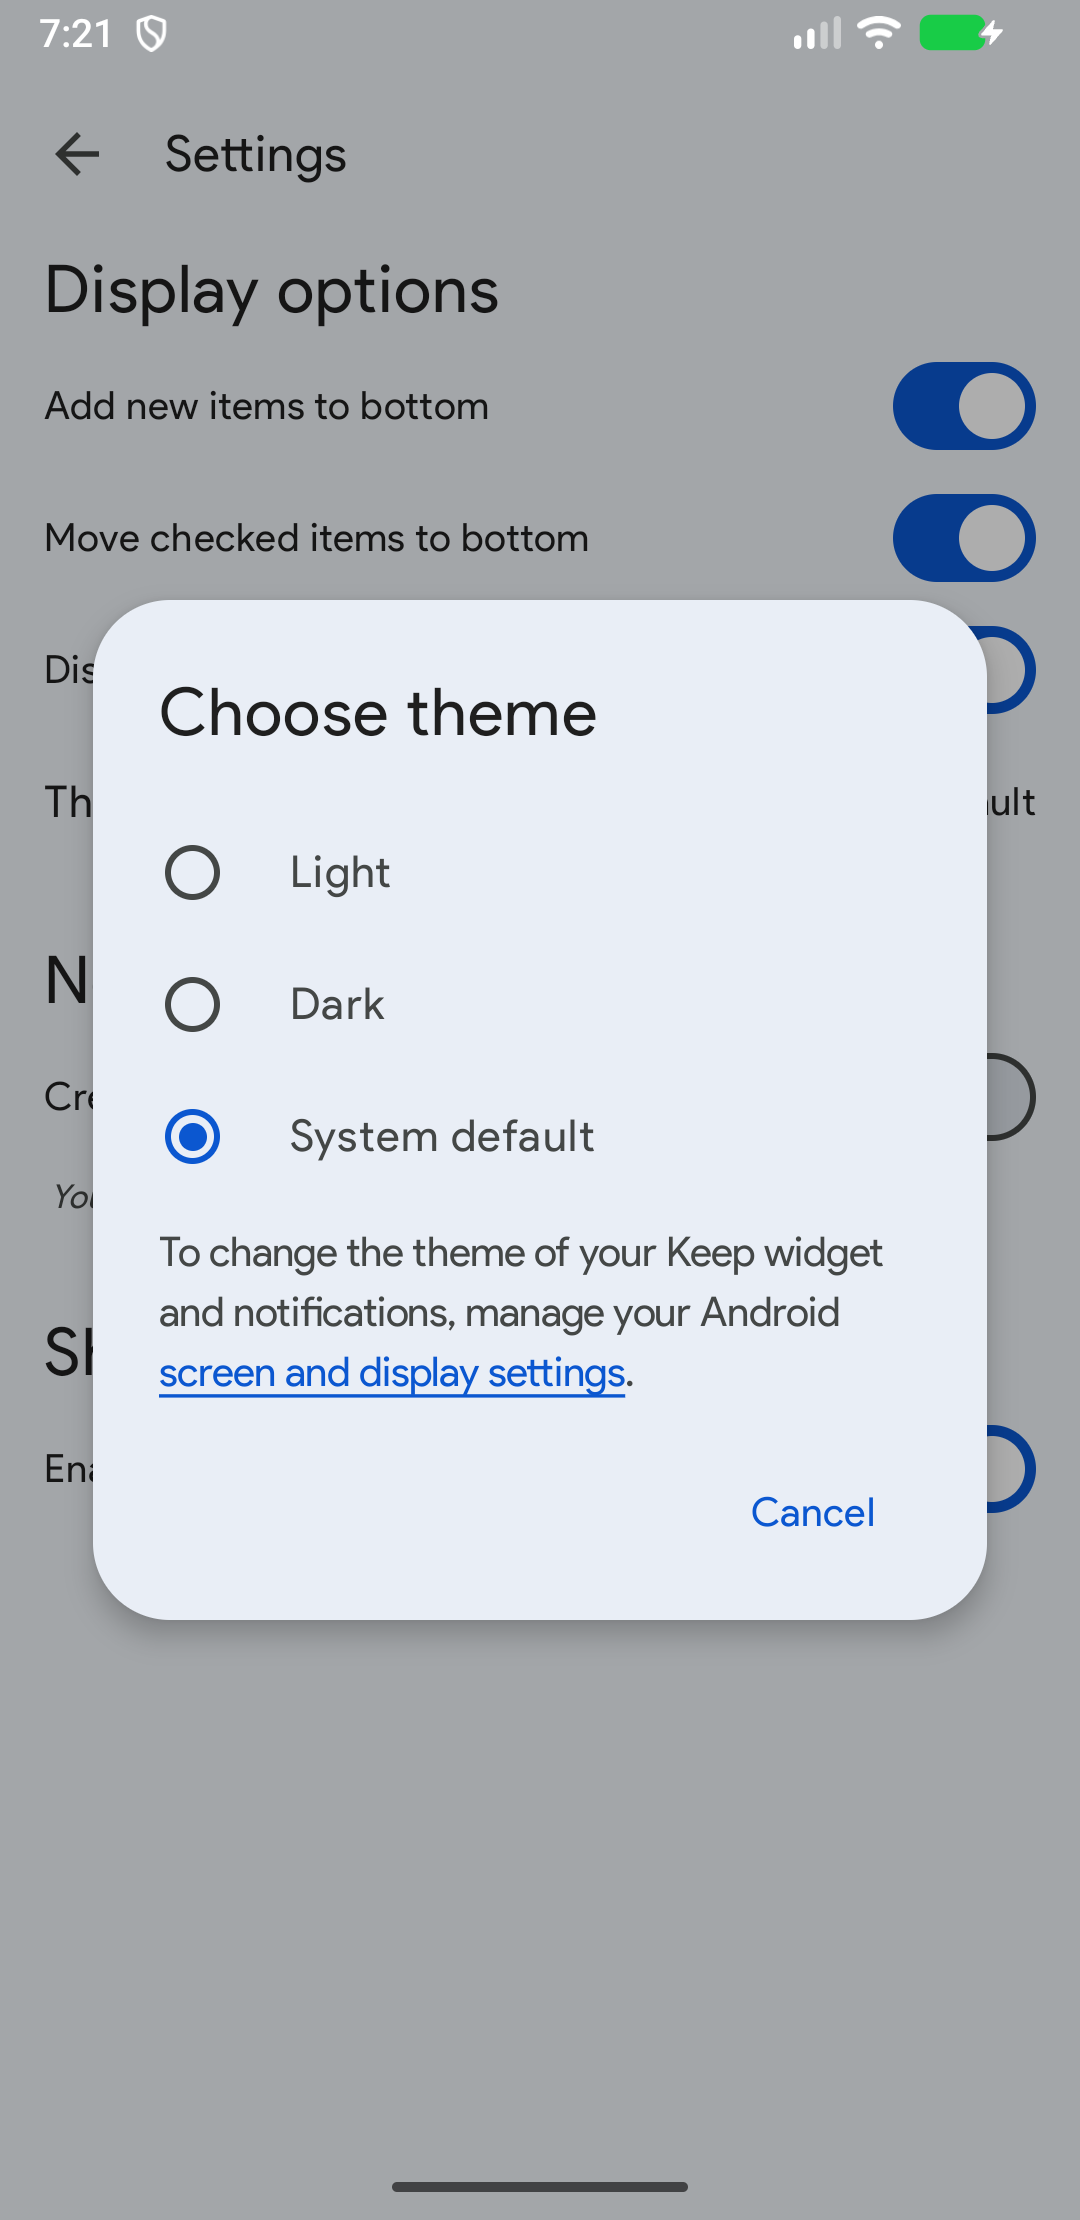 7:21
Settings
Display options
Add new items to bottom
Move checked items to bottom
Choose theme
Light
Dark
System default
To change the theme of your Keep widget
and notifications, manage your Android
screen and display settings.
Cancel